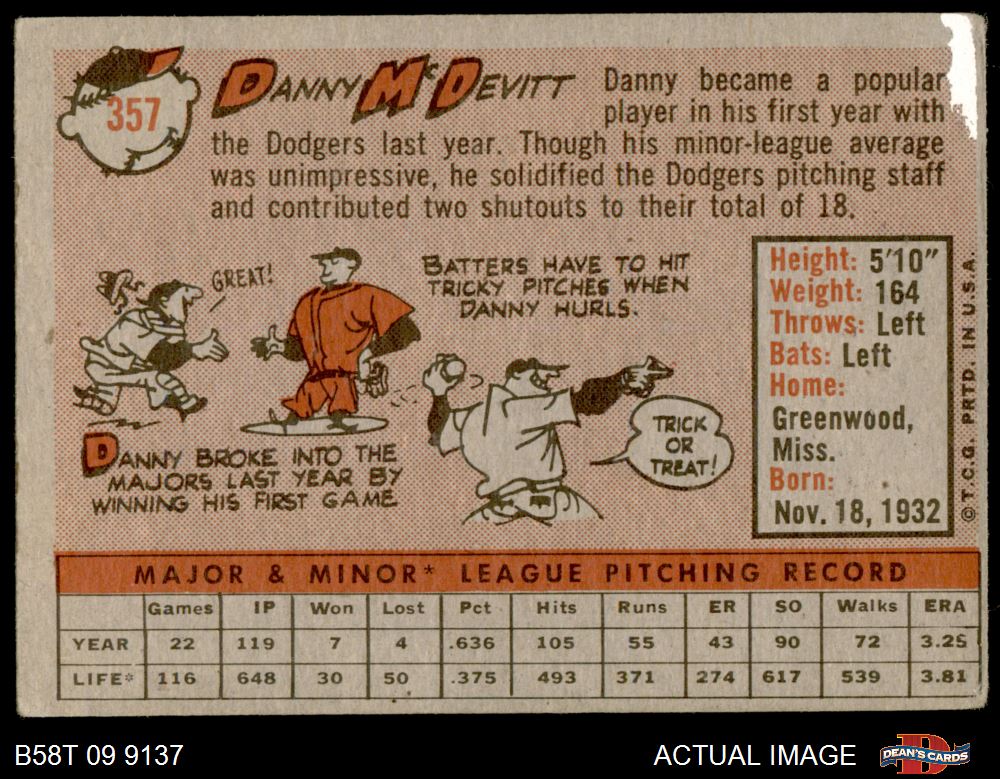 357
DANNY McDEVITT
Danny became a popular
player in his first year with
the Dodgers last year. Though his minor-league average
was unimpressive, he solidified the Dodgers pitching staff
and contributed two shutouts to their total of 18.
GREAT!
DANNY BROKE INTO THE
MAJORS LAST YEAR BY
WINNING HIS FIRST GAME
BATTERS HAVE TO HIT
TRICKY PITCHES WHEN
DANNY HURLS.
TRICK
OR
TREAT!
Height: 5'10"
Weight: 164
Throws: Left
Bats: Left
Home:
Greenwood,
Miss.
Born:
Nov. 18, 1932
© T.C.G. PRTD. IN U.S.A.
MAJOR & MINOR* LEAGUE PITCHING RECORD
Games IP Won Lost Pct Hits Runs ER SO Walks ERA
YEAR 22 119 7 4 .636 105 55 43 90 72 3.25
LIFE* 116 648 30 50 .375 493 371 274 617 539 3.81
B58T 09 9137
ACTUAL IMAGE
DEAN'S CARDS